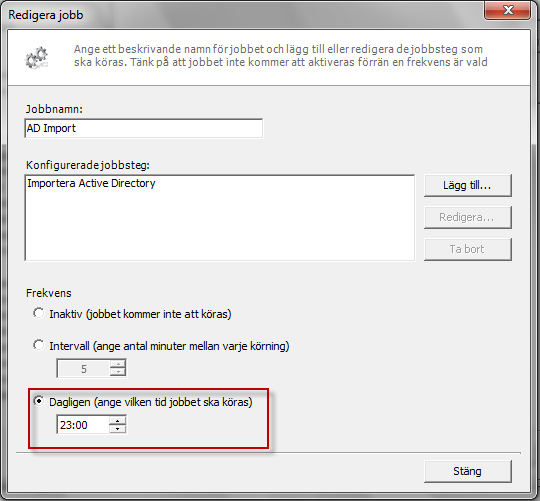 Redigera jobb
Ange ett beskrivande namn för jobbet och lägg till eller redigera de jobbsteg som
ska köras. Tänk på att jobbet inte kommer att aktiveras förrän en frekvens är vald
Jobbnamn:
AD Import
Konfigurerade jobbsteg:
Importera Active Directory
Lägg till...
Redigera...
Ta bort
Frekvens
Inaktiv (jobbet kommer inte att köras)
Intervall (ange antal minuter mellan varje körning)
5
Dagligen (ange vilken tid jobbet ska köras)
23:00
Stäng